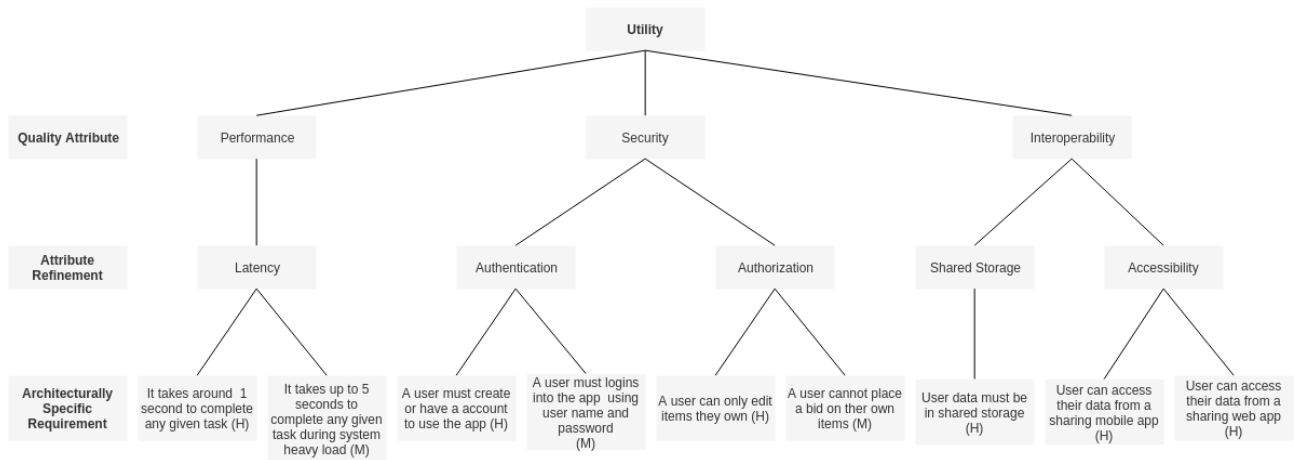 Utility
Quality Attribute
Performance
Security
Interoperability
Attribute
Refinement
Latency
Authentication
Authorization
Shared Storage
Accessibility
Architecturally
Specific
Requirement
It takes around 1
second to complete
any given task (H)
It takes up to 5
seconds to
complete any given
task during system
heavy load (M)
A user must create
or have a account
to use the app (H)
A user must logins
into the app using
user name and
password
(M)
A user can only edit
items they own (H)
A user cannot place
a bid on ther own
items (M)
User data must be
in shared storage
(H)
User can access
their data from a
sharing mobile app
(H)
User can access
their data from a
sharing web app
(H)